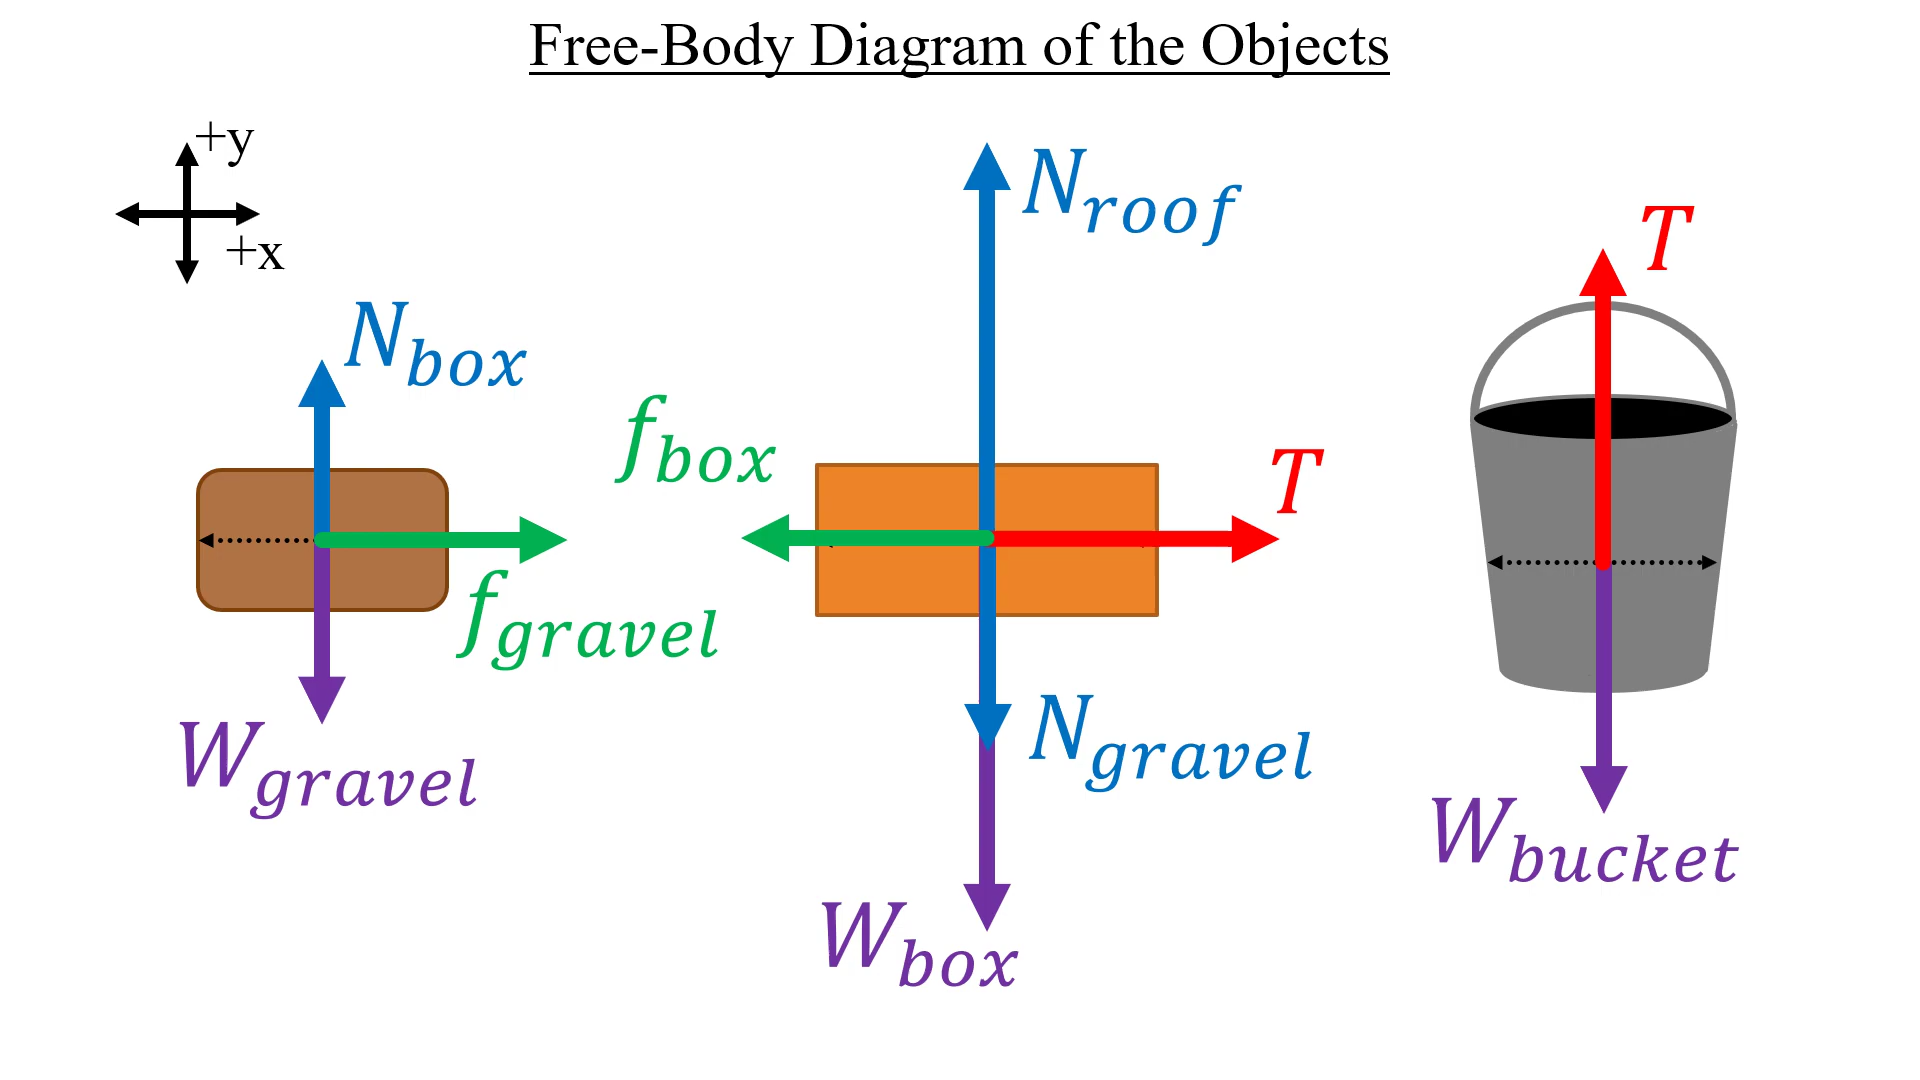 Free-Body Diagram of the Objects
+y
+x
N_roof
T
N_box
f_box
T
f_gravel
W_gravel
N_gravel
W_bucket
W_box